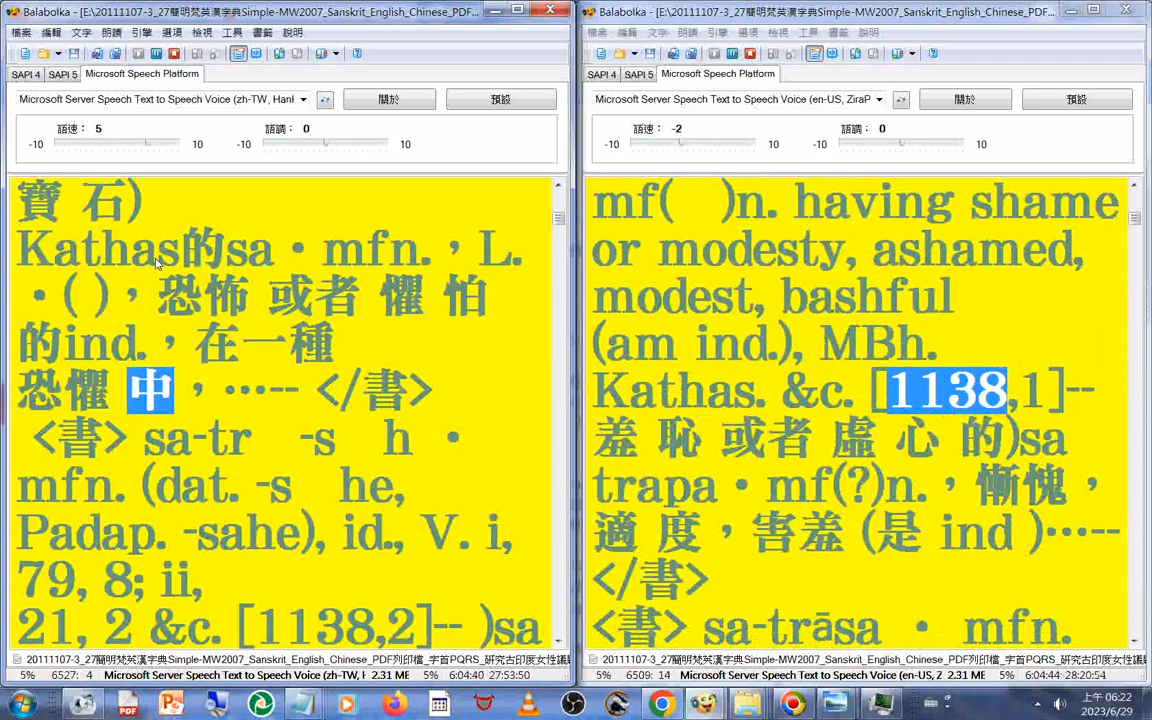 Balabolka - [E:\20111107-3_27簡明梵英漢字典Simple-MW2007_Sanskrit_English_Chinese_PDF...
檔案 編輯 文字 朗讀 引擎 選項 檢視 工具 書籤 說明
SAPI 4 SAPI 5 Microsoft Speech Platform
Microsoft Server Speech Text to Speech Voice (zh-TW, Hanl
關於 預設
語速: 5 語調: 0
-10 10 -10 10
寶 石)
Kathas的sa・mfn.，L.
・( )，恐怖 或者 懼 怕
的ind.，在一種
恐懼 中，…-- </書>
<書> sa-tr -s h ・
mfn. (dat. -s he,
Padap. -sahe), id., V. i,
79, 8; ii,
21, 2 &c. [1138,2]-- )sa
20111107-3_27簡明梵英漢字典Simple-MW2007_Sanskrit_English_Chinese_PDF列印檔_字首PQRS_研究古印度女性議題
5% 6527: 4 Microsoft Server Speech Text to Speech Voice (zh-TW, H 2.31 MB 5% 6:04:40 27:53:50
Balabolka - [E:\20111107-3_27簡明梵英漢字典Simple-MW2007_Sanskrit_English_Chinese_PDF...
檔案 編輯 文字 朗讀 引擎 選項 檢視 工具 書籤 說明
SAPI 4 SAPI 5 Microsoft Speech Platform
Microsoft Server Speech Text to Speech Voice (en-US, ZiraP
關於 預設
語速: -2 語調: 0
-10 10 -10 10
mf( )n. having shame
or modesty, ashamed,
modest, bashful
(am ind.), MBh.
Kathas. &c. [1138,1]--
羞 恥 或者 虛 心 的)sa
trapa・mf(?)n.，慚愧，
適 度，害羞 (是 ind )…--
</書>
<書> sa-trāsa ・ mfn.
20111107-3_27簡明梵英漢字典Simple-MW2007_Sanskrit_English_Chinese_PDF列印檔_字首PQRS_研究古印度女性議題
5% 6509: 14 Microsoft Server Speech Text to Speech Voice (en-US, Z 2.31 MB 5% 6:04:44 28:20:54
上午 06:22
2023/6/29